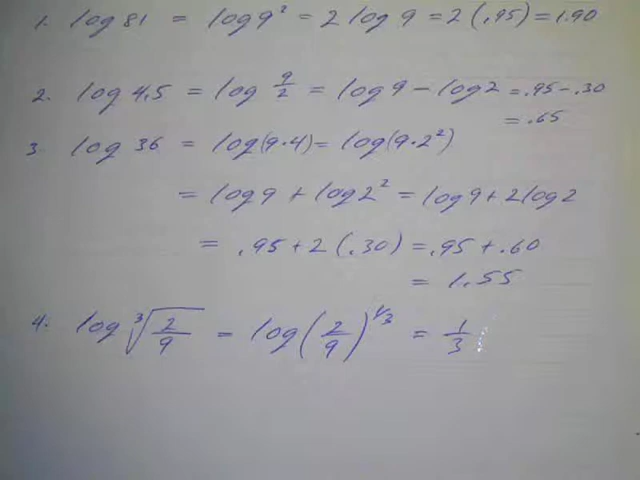 1. log 81 = log 9² = 2 log 9 = 2 (.95) = 1.90
2. log 4.5 = log 9/2 = log 9 - log 2 = .95 - .30
= .65
3. log 36 = log(9·4) = log(9·2²)
= log 9 + log 2² = log 9 + 2 log 2
= .95 + 2 (.30) = .95 + .60
= 1.55
4. log ∛(2/9) = log (2/9)^1/3 = 1/3